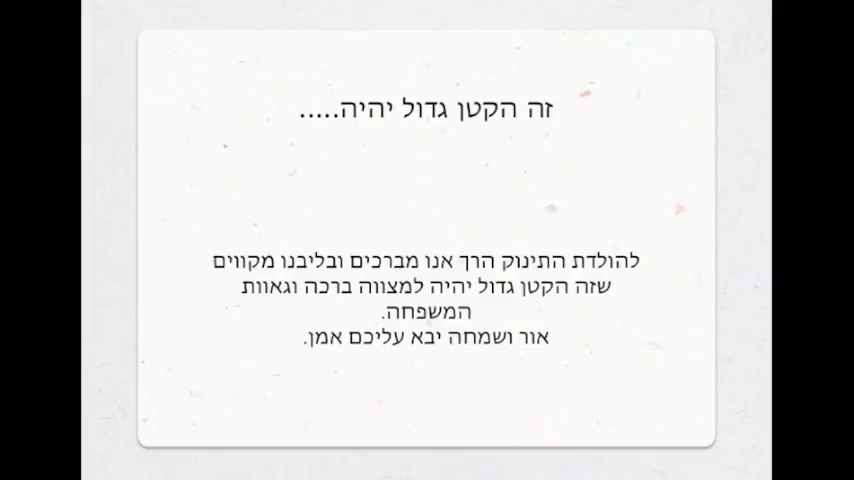 זה הקטן גדול יהיה.....
להולדת התינוק הרך אנו מברכים ובליבנו מקווים
שזה הקטן גדול יהיה למצווה ברכה וגאוות
המשפחה.
אור ושמחה יבא עליכם אמן.